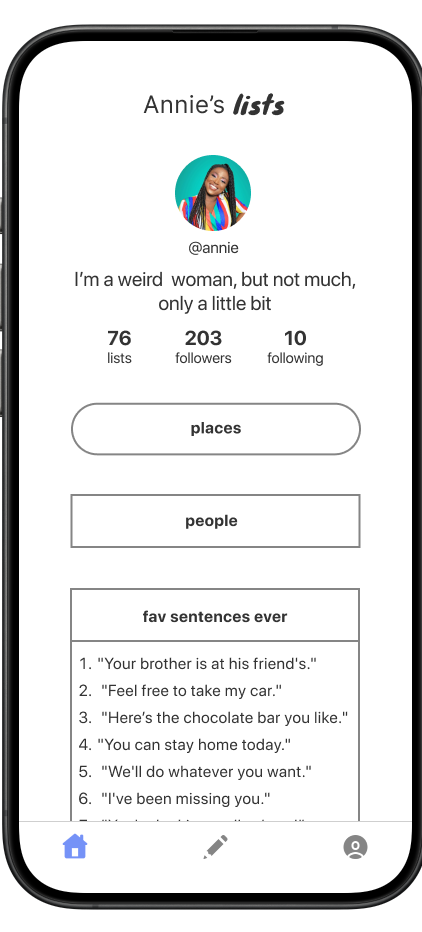 Annie’s lists
@annie
I’m a weird  woman, but not much,
only a little bit
76 203 10
lists followers following
places
people
fav sentences ever
1. "Your brother is at his friend's."
2.  "Feel free to take my car."
3.  "Here’s the chocolate bar you like."
4. "You can stay home today."
5.  "We'll do whatever you want."
6.  "I've been missing you."